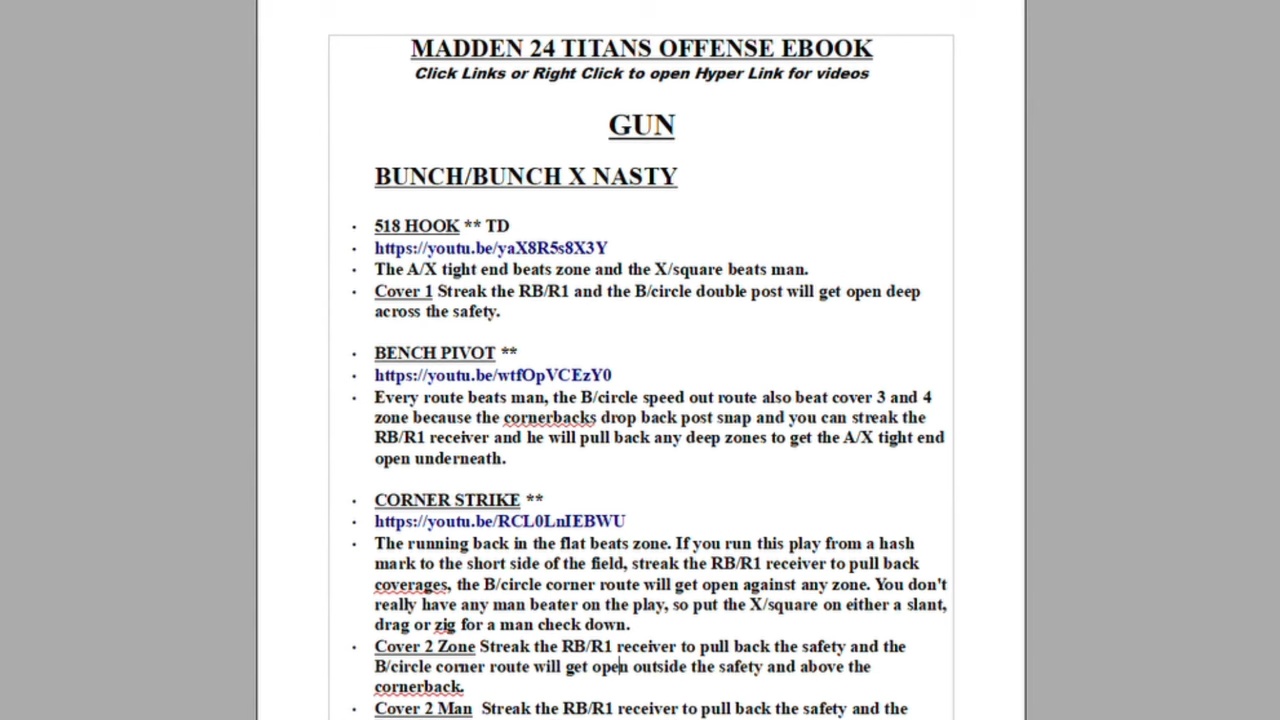 MADDEN 24 TITANS OFFENSE EBOOK
Click Links or Right Click to open Hyper Link for videos
GUN
BUNCH/BUNCH X NASTY
• 518 HOOK ** TD
• https://youtu.be/yaX8R5s8X3Y
• The A/X tight end beats zone and the X/square beats man.
• Cover 1 Streak the RB/R1 and the B/circle double post will get open deep
across the safety.
• BENCH PIVOT **
• https://youtu.be/wtfOpVCEzY0
• Every route beats man, the B/circle speed out route also beat cover 3 and 4
zone because the cornerbacks drop back post snap and you can streak the
RB/R1 receiver and he will pull back any deep zones to get the A/X tight end
open underneath.
• CORNER STRIKE **
• https://youtu.be/RCL0LnIEBWU
• The running back in the flat beats zone. If you run this play from a hash
mark to the short side of the field, streak the RB/R1 receiver to pull back
coverages, the B/circle corner route will get open against any zone. You don't
really have any man beater on the play, so put the X/square on either a slant,
drag or zig for a man check down.
• Cover 2 Zone Streak the RB/R1 receiver to pull back the safety and the
B/circle corner route will get open outside the safety and above the
cornerback.
• Cover 2 Man  Streak the RB/R1 receiver to pull back the safety and the